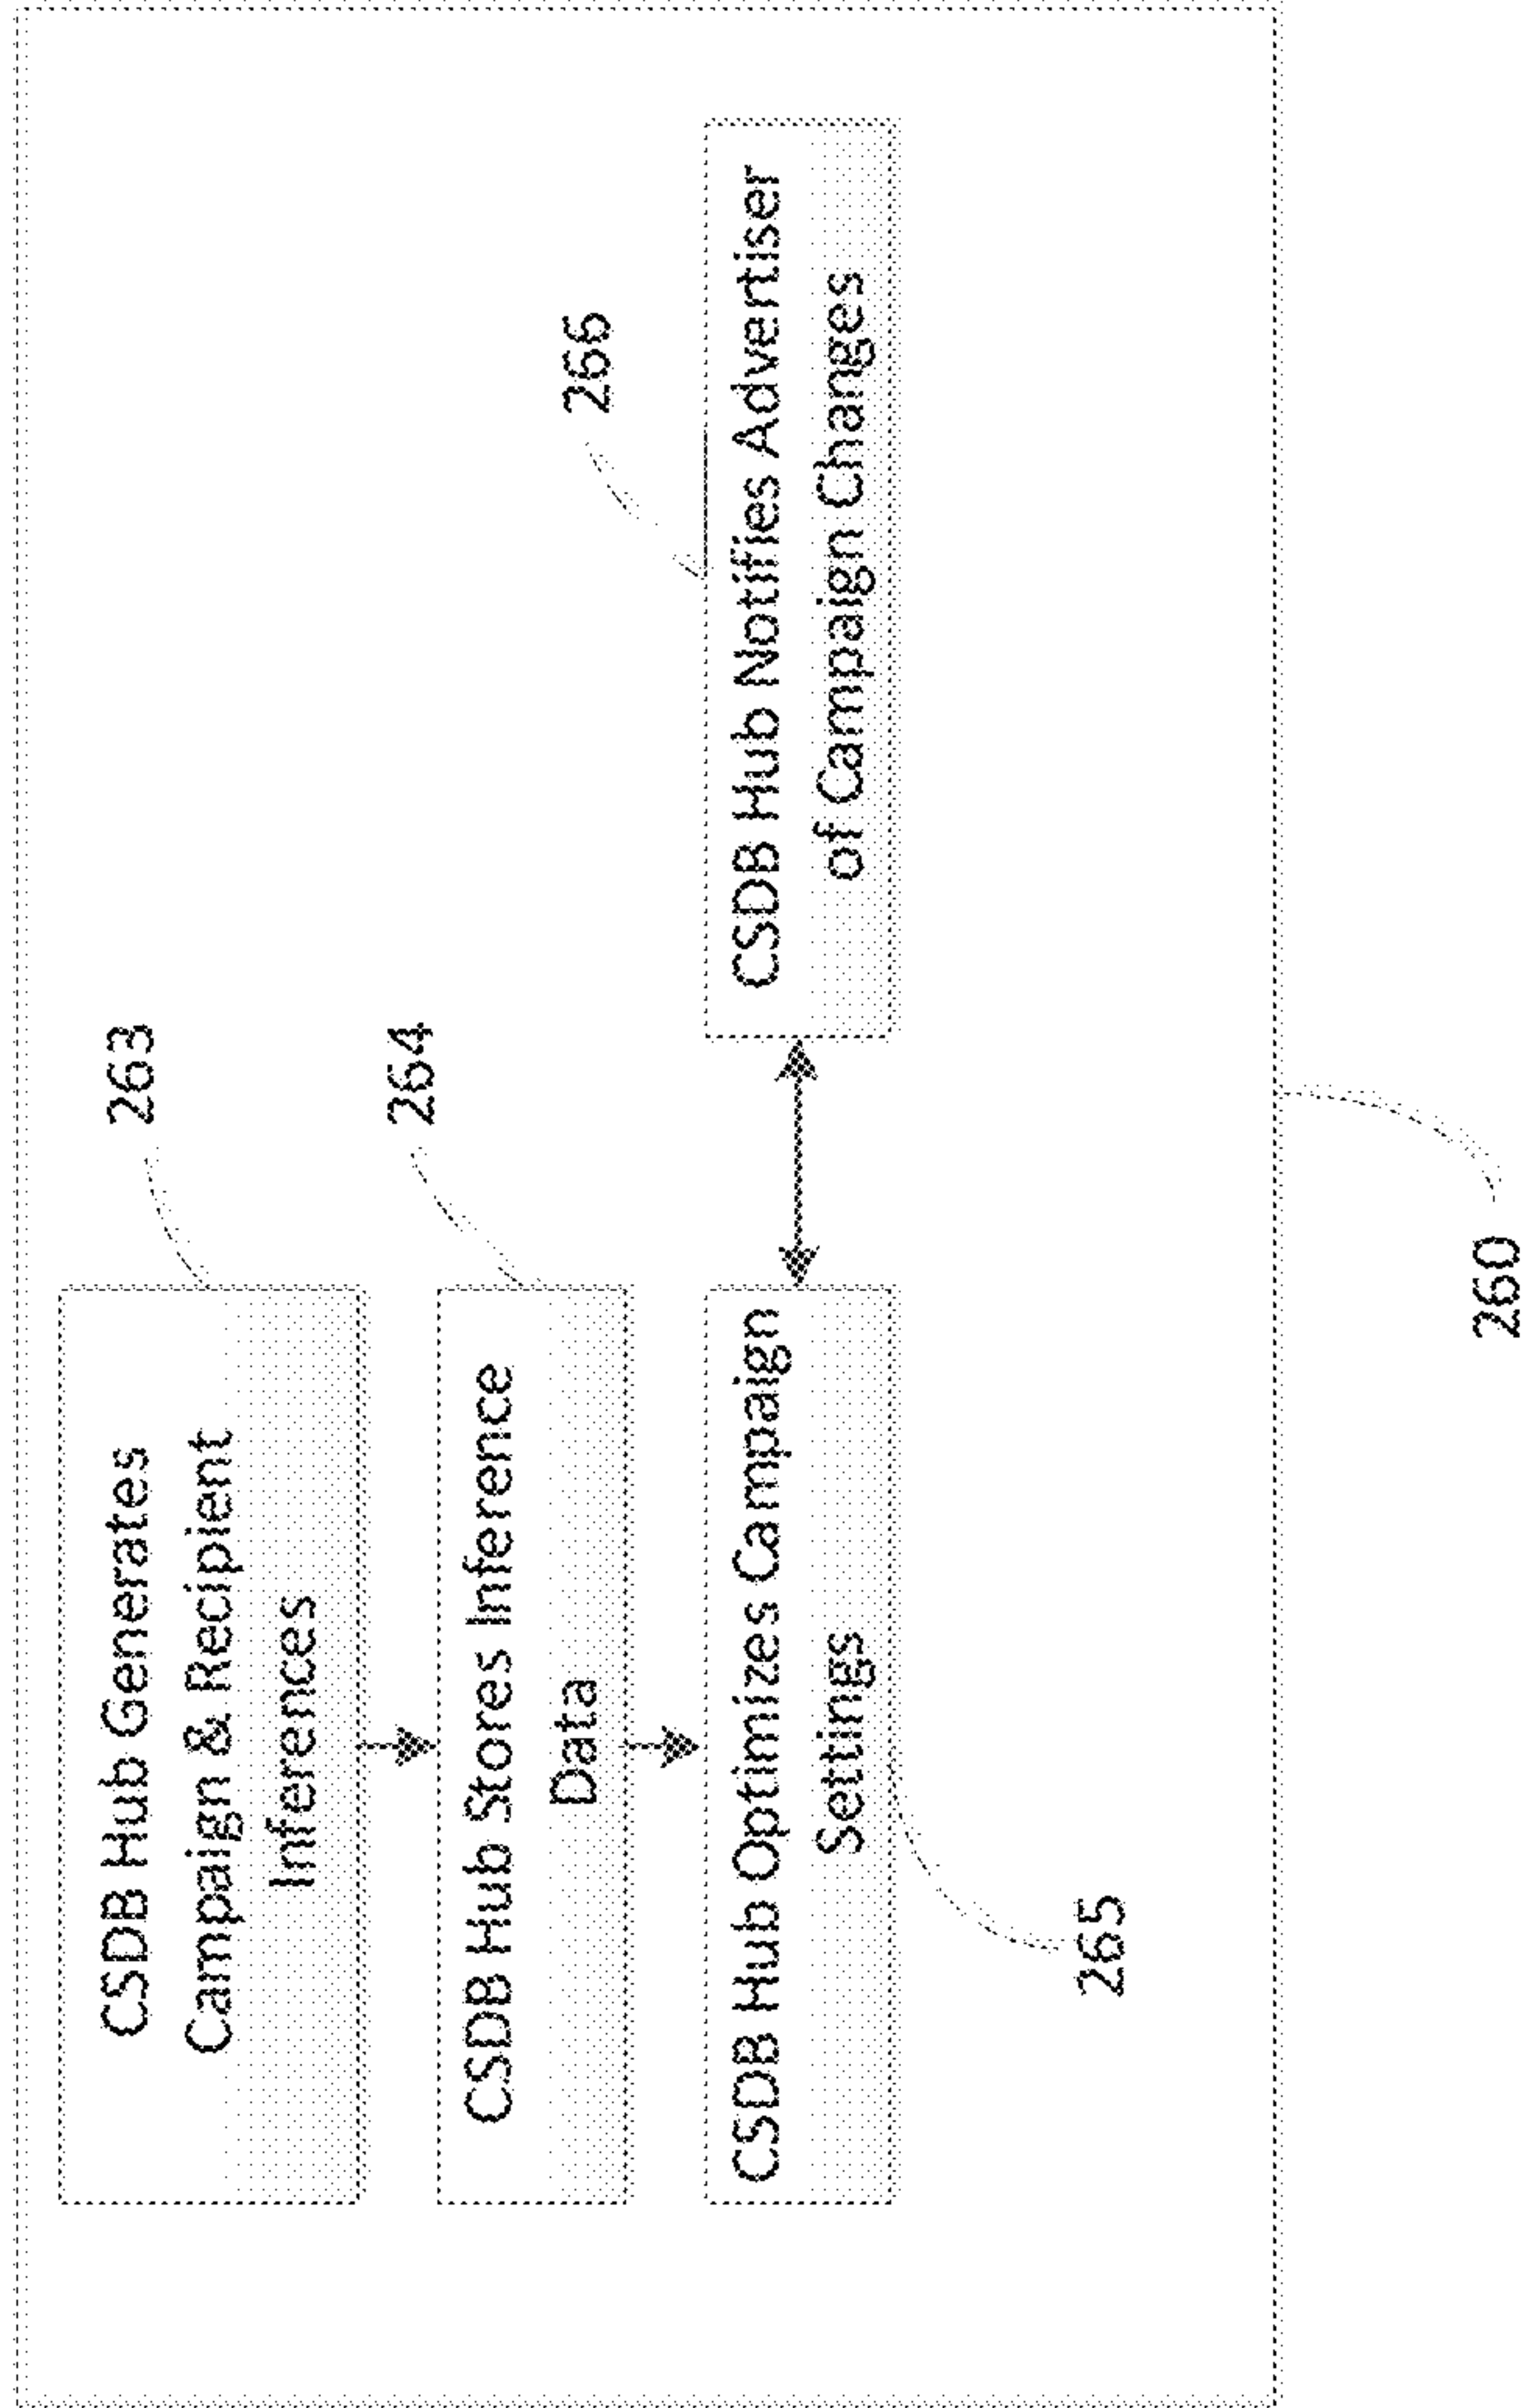 CSDB Hub Generates
Campaign & Recipient
Inferences
263
CSDB Hub Stores Inference
Data
264
CSDB Hub Optimizes Campaign
Settings
265
CSDB Hub Notifies Advertiser
of Campaign Changes
266
260